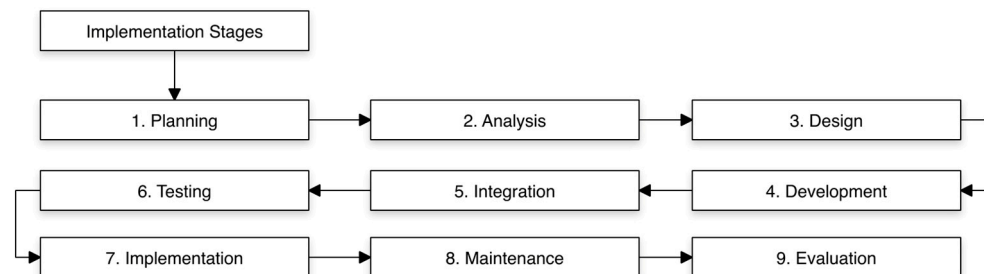 Implementation Stages
1. Planning
2. Analysis
3. Design
4. Development
5. Integration
6. Testing
7. Implementation
8. Maintenance
9. Evaluation